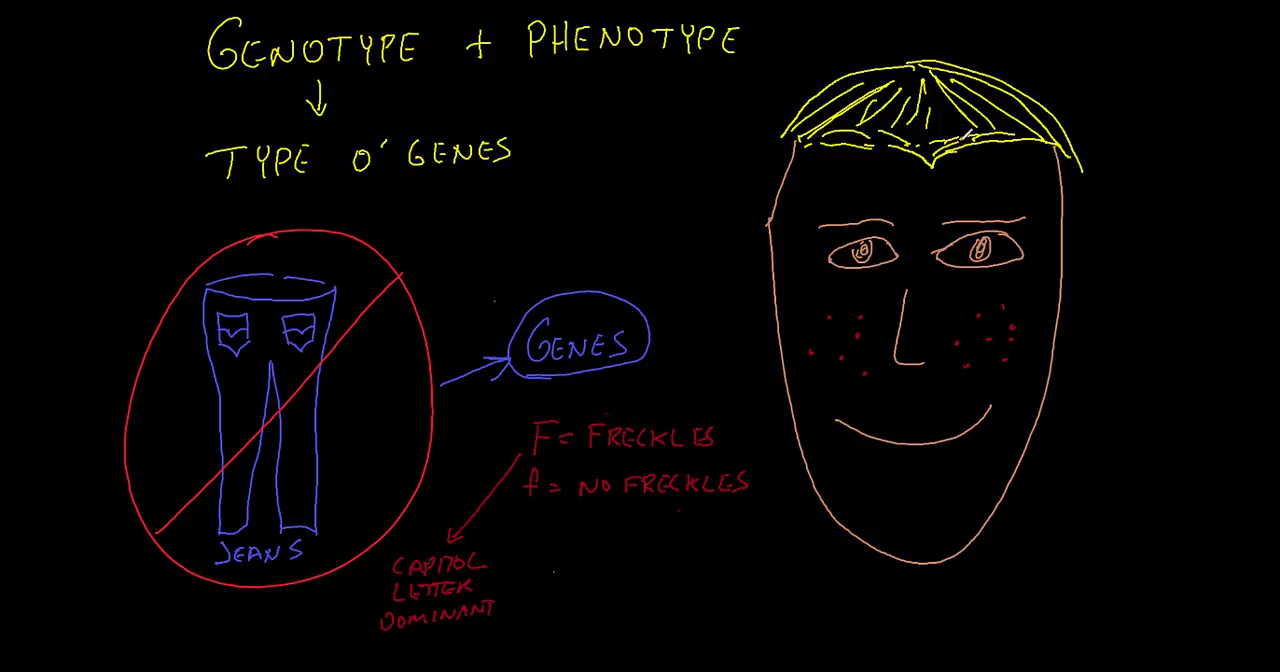 GENOTYPE + PHENOTYPE
TYPE O' GENES
GENES
F = FRECKLES
f = NO FRECKLES
JEANS
CAPITOL
LETTER
DOMINANT